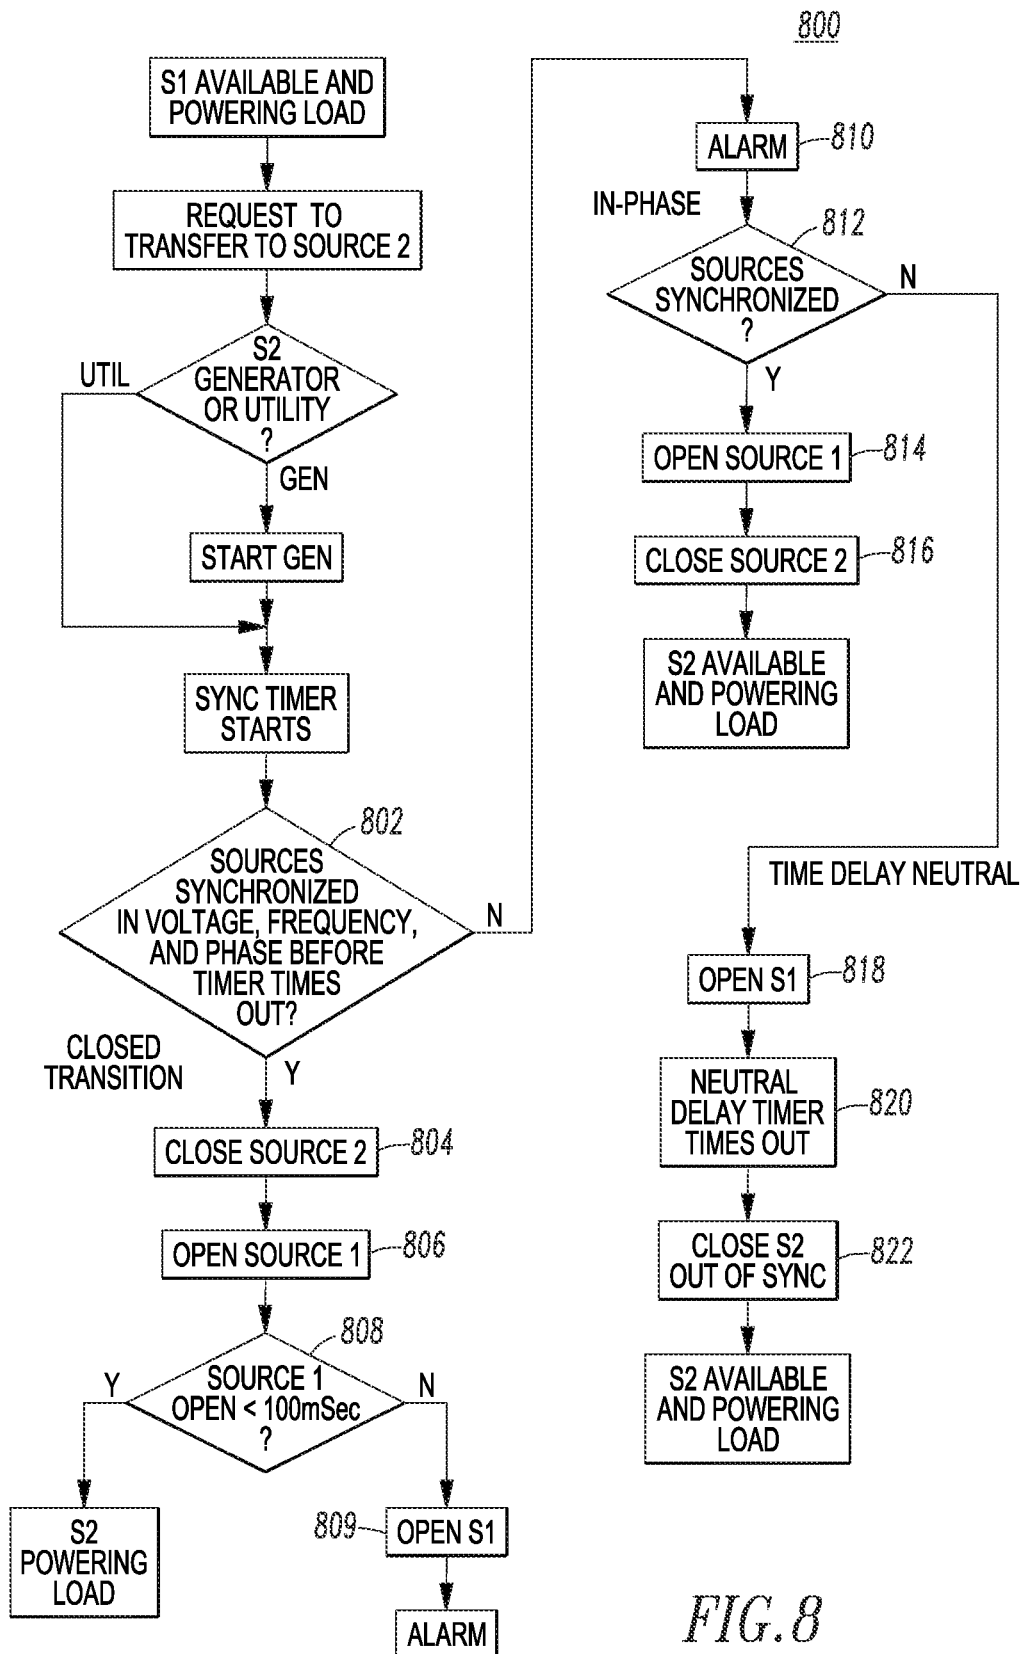 800
S1 AVAILABLE AND
POWERING LOAD
REQUEST TO
TRANSFER TO SOURCE 2
S2
GENERATOR
OR UTILITY
?
UTIL
GEN
START GEN
SYNC TIMER
STARTS
802
SOURCES
SYNCHRONIZED
IN VOLTAGE, FREQUENCY,
AND PHASE BEFORE
TIMER TIMES
OUT?
N
CLOSED
TRANSITION
Y
CLOSE SOURCE 2
804
OPEN SOURCE 1
806
808
SOURCE 1
OPEN < 100mSec
?
Y
N
S2
POWERING
LOAD
809
OPEN S1
ALARM
ALARM
810
IN-PHASE
812
SOURCES
SYNCHRONIZED
?
N
Y
OPEN SOURCE 1
814
CLOSE SOURCE 2
816
S2 AVAILABLE
AND POWERING
LOAD
TIME DELAY NEUTRAL
OPEN S1
818
NEUTRAL
DELAY TIMER
TIMES OUT
820
CLOSE S2
OUT OF SYNC
822
S2 AVAILABLE
AND POWERING
LOAD
FIG. 8